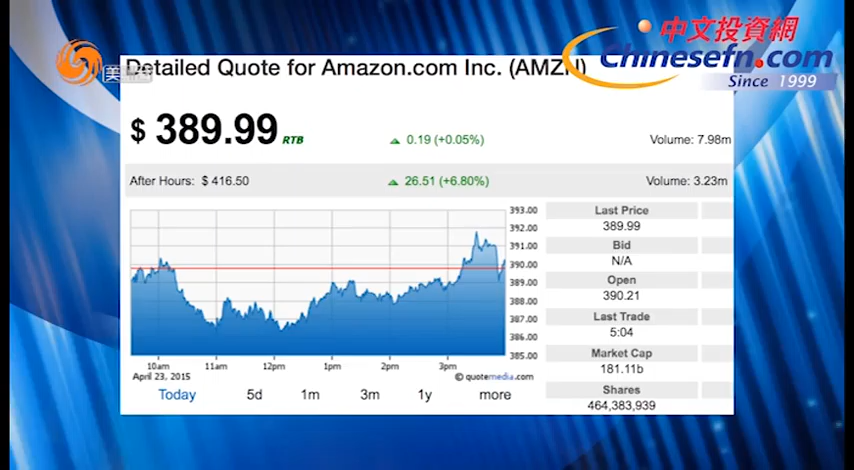 中文投資網
Chinesefn.com
Since 1999
Detailed Quote for Amazon.com Inc. (AMZN)
$ 389.99 RTB
0.19 (+0.05%)
Volume: 7.98m
After Hours: $ 416.50
26.51 (+6.80%)
Volume: 3.23m
393.00
392.00
391.00
390.00
389.00
388.00
387.00
386.00
385.00
10am 11am 12pm 1pm 2pm 3pm
April 23, 2015
© quotemedia.com
Today 5d 1m 3m 1y more
Last Price
389.99
Bid
N/A
Open
390.21
Last Trade
5:04
Market Cap
181.11b
Shares
464,383,939